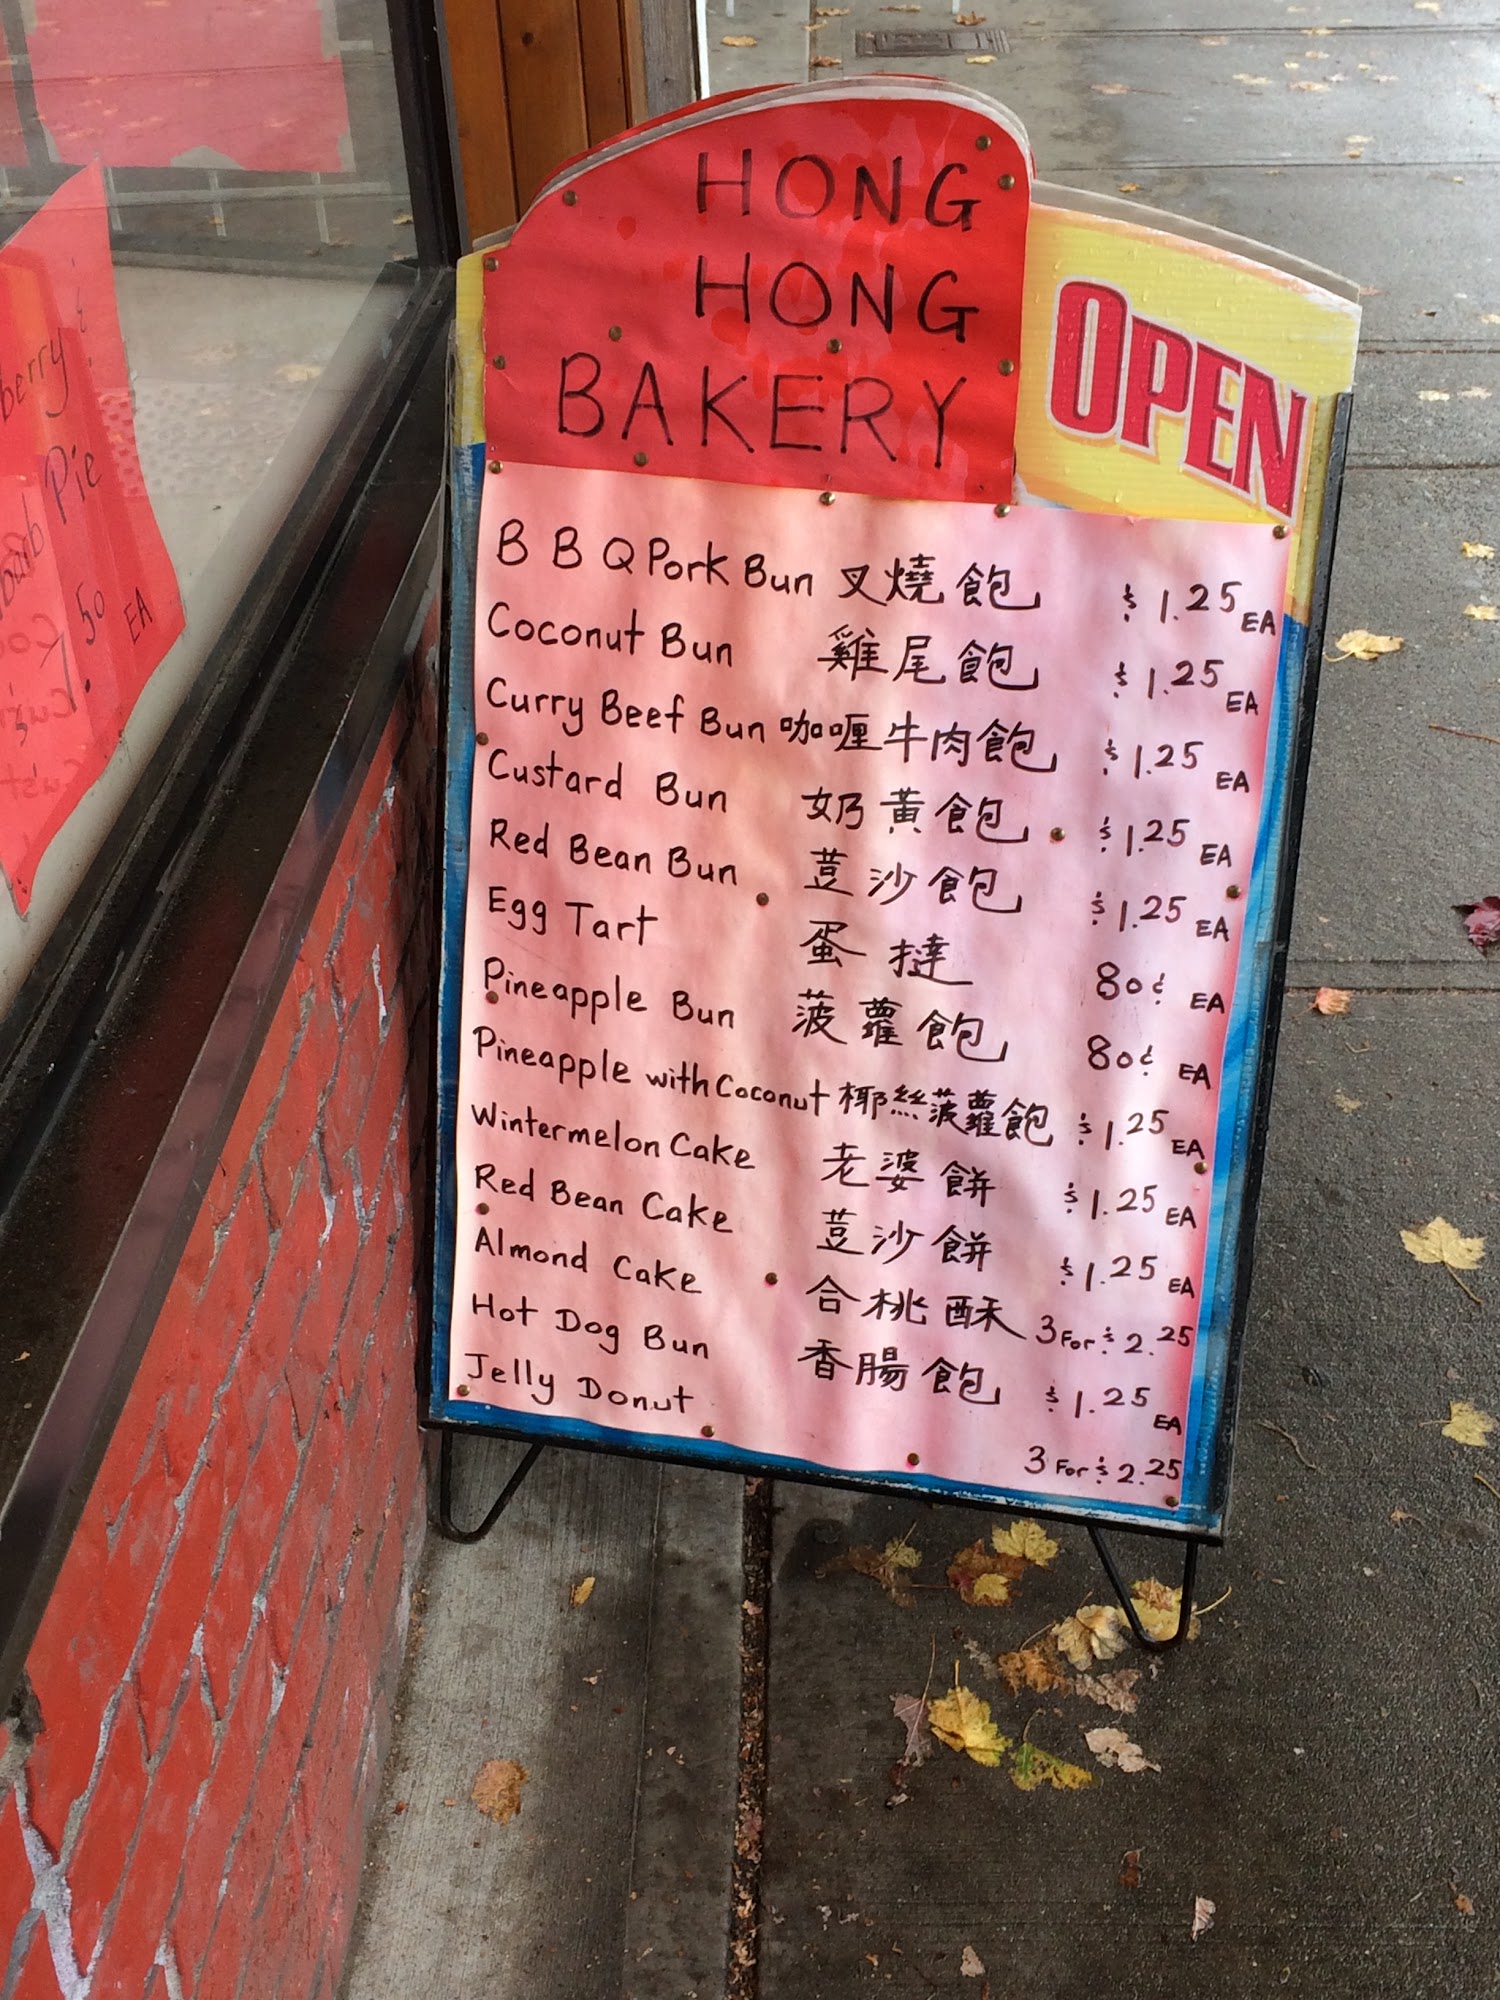 HONG
HONG
BAKERY
OPEN
BBQ Pork Bun 叉燒飽 $1.25 EA
Coconut Bun 雞尾飽 $1.25 EA
Curry Beef Bun 咖喱牛肉飽 $1.25 EA
Custard Bun 奶黃飽 $1.25 EA
Red Bean Bun 荳沙飽 $1.25 EA
Egg Tart 蛋撻 80¢ EA
Pineapple Bun 菠蘿飽 80¢ EA
Pineapple with Coconut 椰絲菠蘿飽 $1.25 EA
Wintermelon Cake 老婆餅 $1.25 EA
Red Bean Cake 荳沙餅 $1.25 EA
Almond Cake 合桃酥 3 For $2.25
Hot Dog Bun 香腸飽 $1.25 EA
Jelly Donut 3 For $2.25
berry
Pie
.50 EA